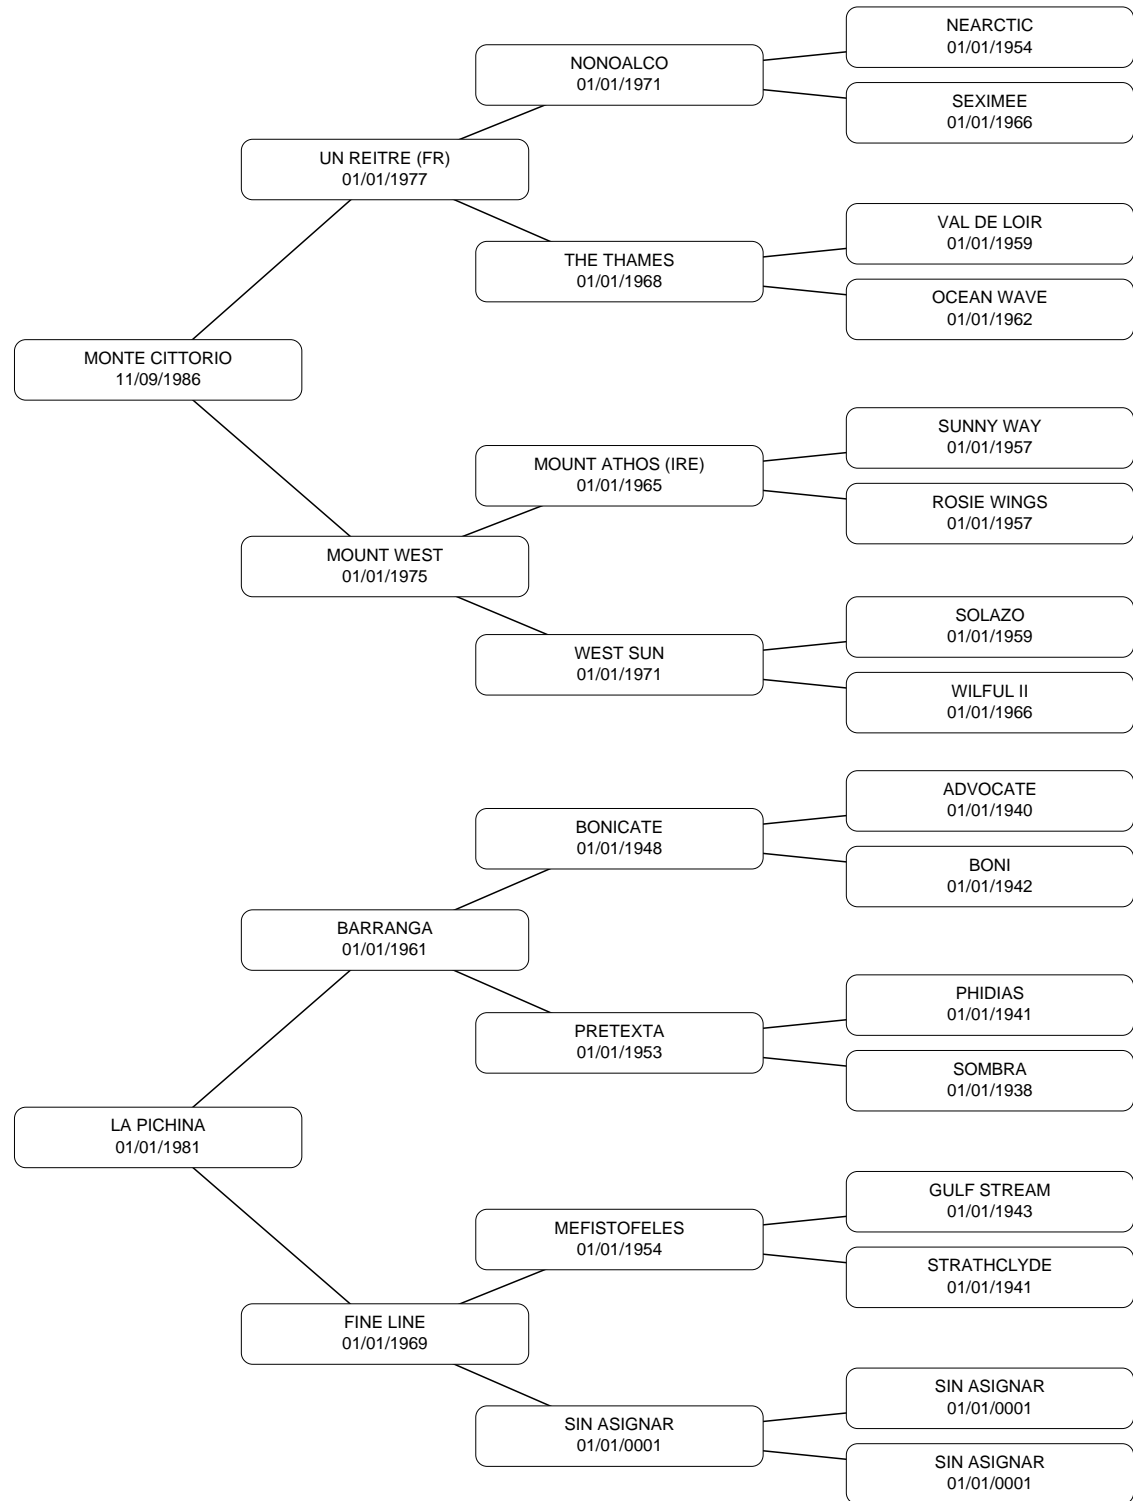 NEARCTIC
01/01/1954
NONOALCO
01/01/1971
SEXIMEE
01/01/1966
UN REITRE (FR)
01/01/1977
VAL DE LOIR
01/01/1959
THE THAMES
01/01/1968
OCEAN WAVE
01/01/1962
MONTE CITTORIO
11/09/1986
SUNNY WAY
01/01/1957
MOUNT ATHOS (IRE)
01/01/1965
ROSIE WINGS
01/01/1957
MOUNT WEST
01/01/1975
SOLAZO
01/01/1959
WEST SUN
01/01/1971
WILFUL II
01/01/1966
ADVOCATE
01/01/1940
BONICATE
01/01/1948
BONI
01/01/1942
BARRANGA
01/01/1961
PHIDIAS
01/01/1941
PRETEXTA
01/01/1953
SOMBRA
01/01/1938
LA PICHINA
01/01/1981
GULF STREAM
01/01/1943
MEFISTOFELES
01/01/1954
STRATHCLYDE
01/01/1941
FINE LINE
01/01/1969
SIN ASIGNAR
01/01/0001
SIN ASIGNAR
01/01/0001
SIN ASIGNAR
01/01/0001